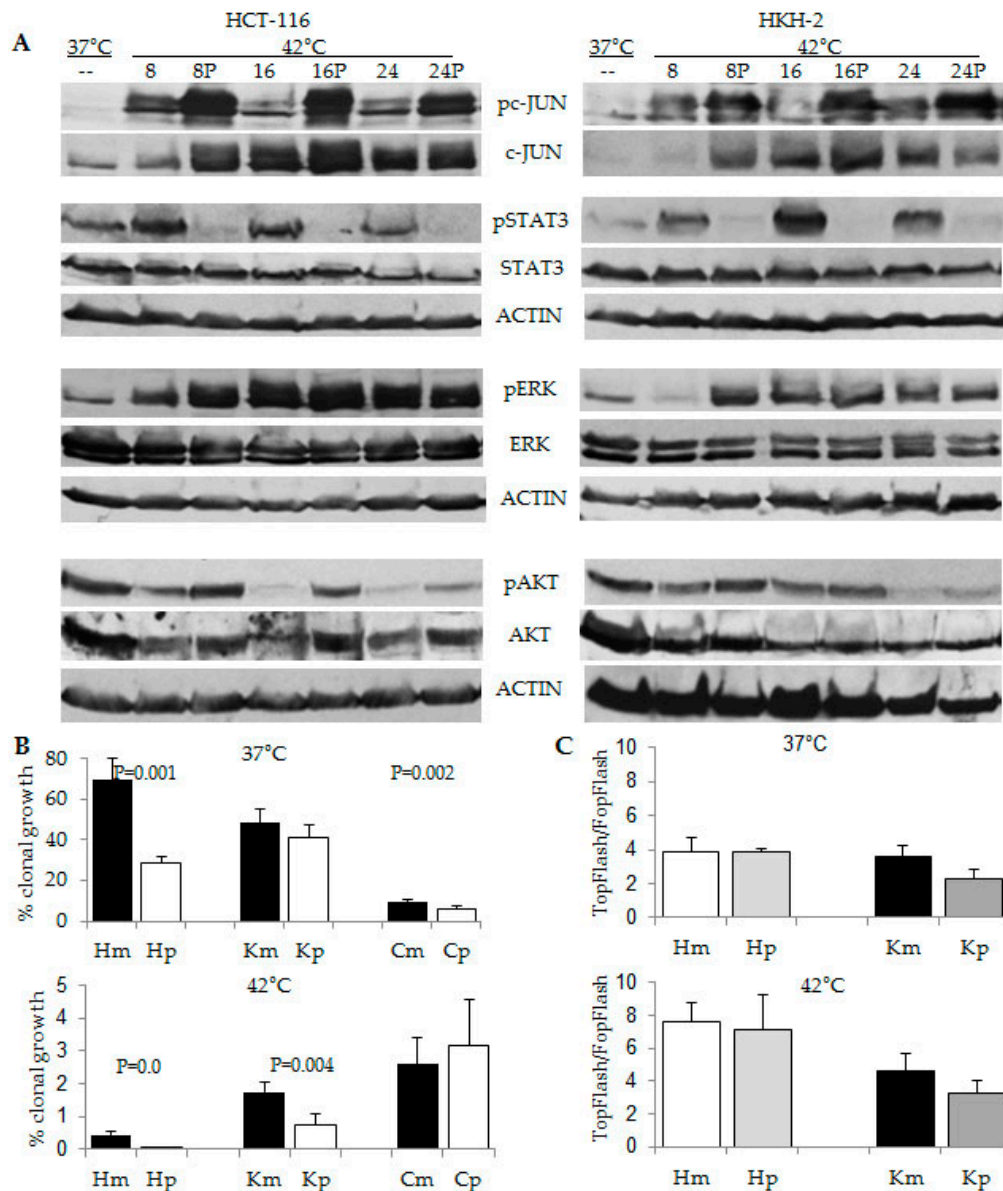 HCT-116 HKH-2
A 37°C 42°C 37°C 42°C
-- 8 8P 16 16P 24 24P -- 8 8P 16 16P 24 24P
pc-JUN
c-JUN
pSTAT3
STAT3
ACTIN
pERK
ERK
ACTIN
pAKT
AKT
ACTIN
B 37°C
% clonal growth
80
60
40
20
0
P=0.001 P=0.002
Hm Hp Km Kp Cm Cp
42°C
% clonal growth
5
4
3
2
1
0
P=0.0 P=0.004
Hm Hp Km Kp Cm Cp
C 37°C
TopFlash/FopFlash
10
8
6
4
2
0
Hm Hp Km Kp
42°C
TopFlash/FopFlash
10
8
6
4
2
0
Hm Hp Km Kp